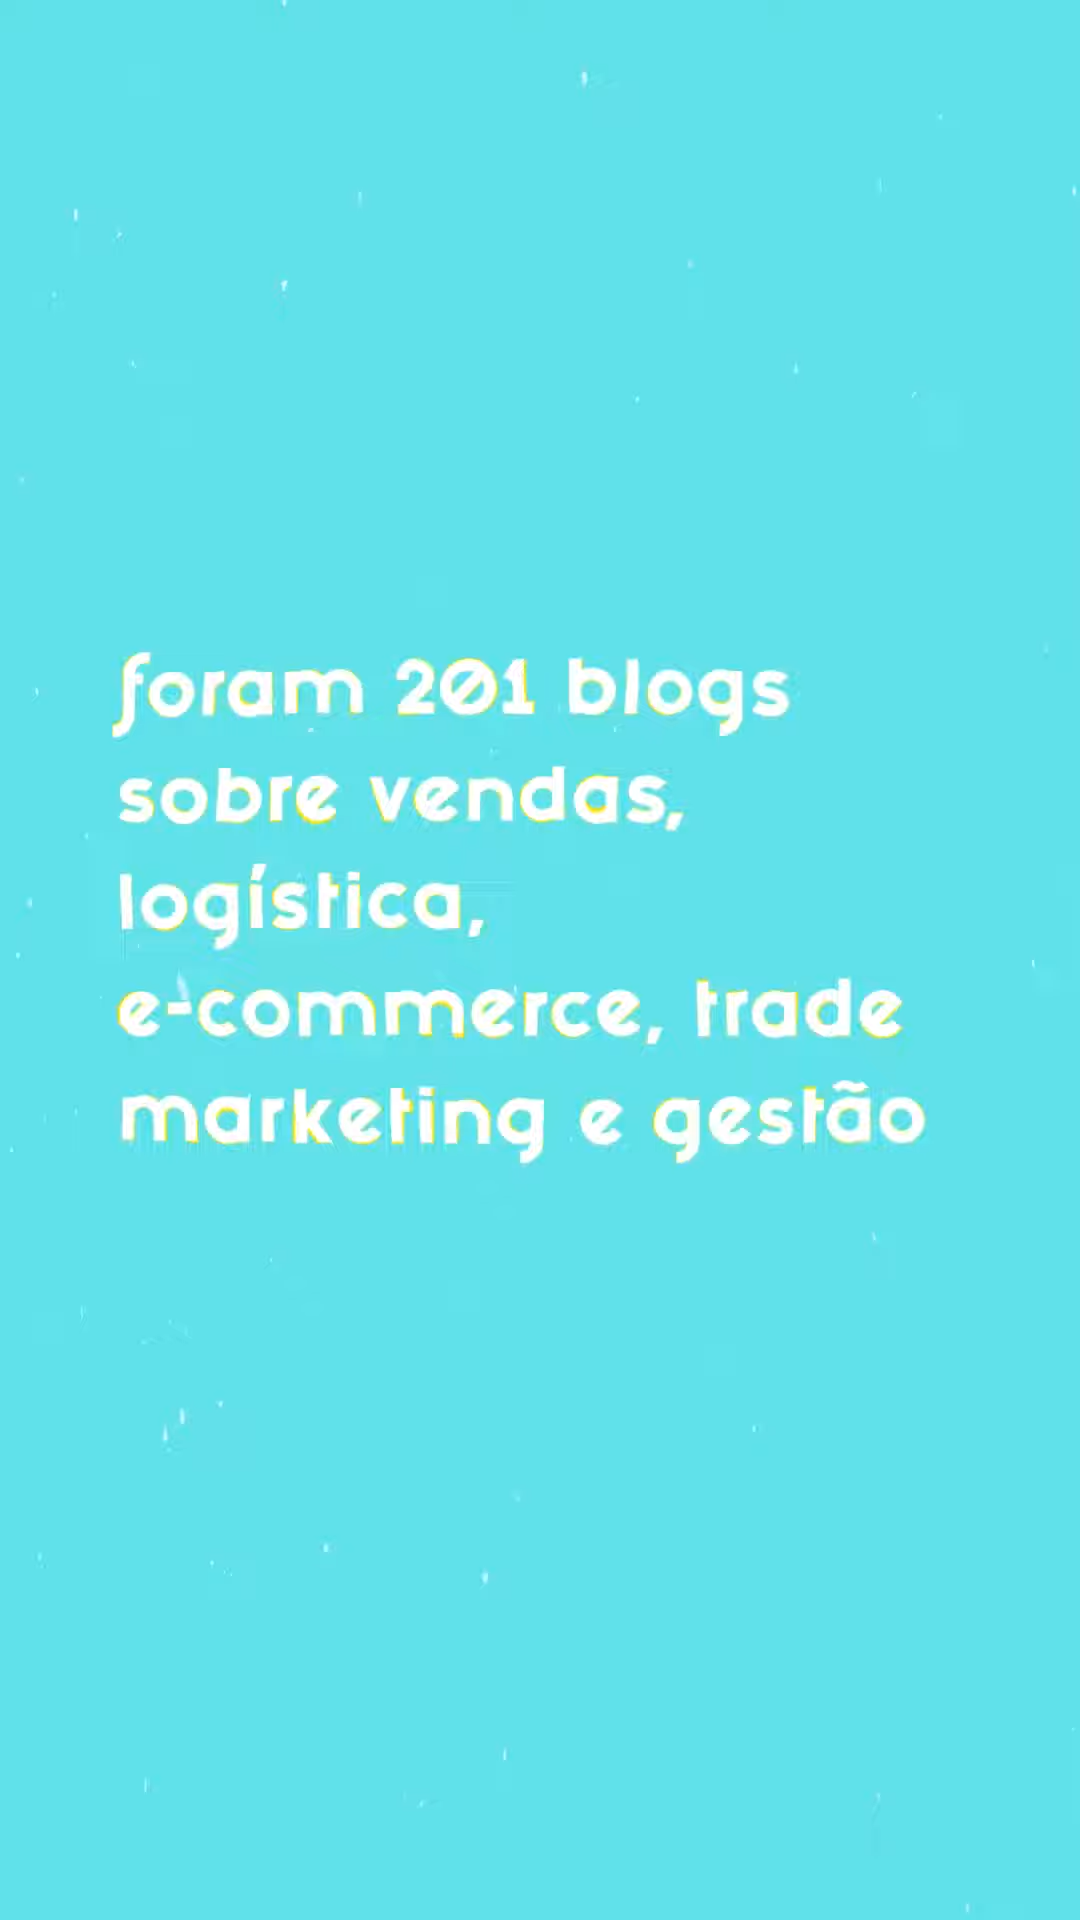 foram 201 blogs
sobre vendas,
logística,
e-commerce, trade
marketing e gestão